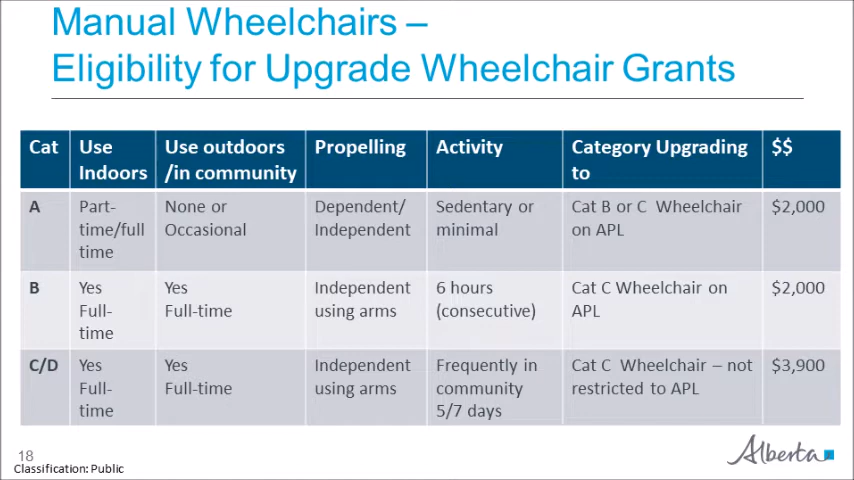 Manual Wheelchairs –
Eligibility for Upgrade Wheelchair Grants
Cat Use Indoors Use outdoors /in community Propelling Activity Category Upgrading to $$
A Part-time/full time None or Occasional Dependent/ Independent Sedentary or minimal Cat B or C Wheelchair on APL $2,000
B Yes Full-time Yes Full-time Independent using arms 6 hours (consecutive) Cat C Wheelchair on APL $2,000
C/D Yes Full-time Yes Full-time Independent using arms Frequently in community 5/7 days Cat C Wheelchair – not restricted to APL $3,900
18
Classification: Public
Alberta